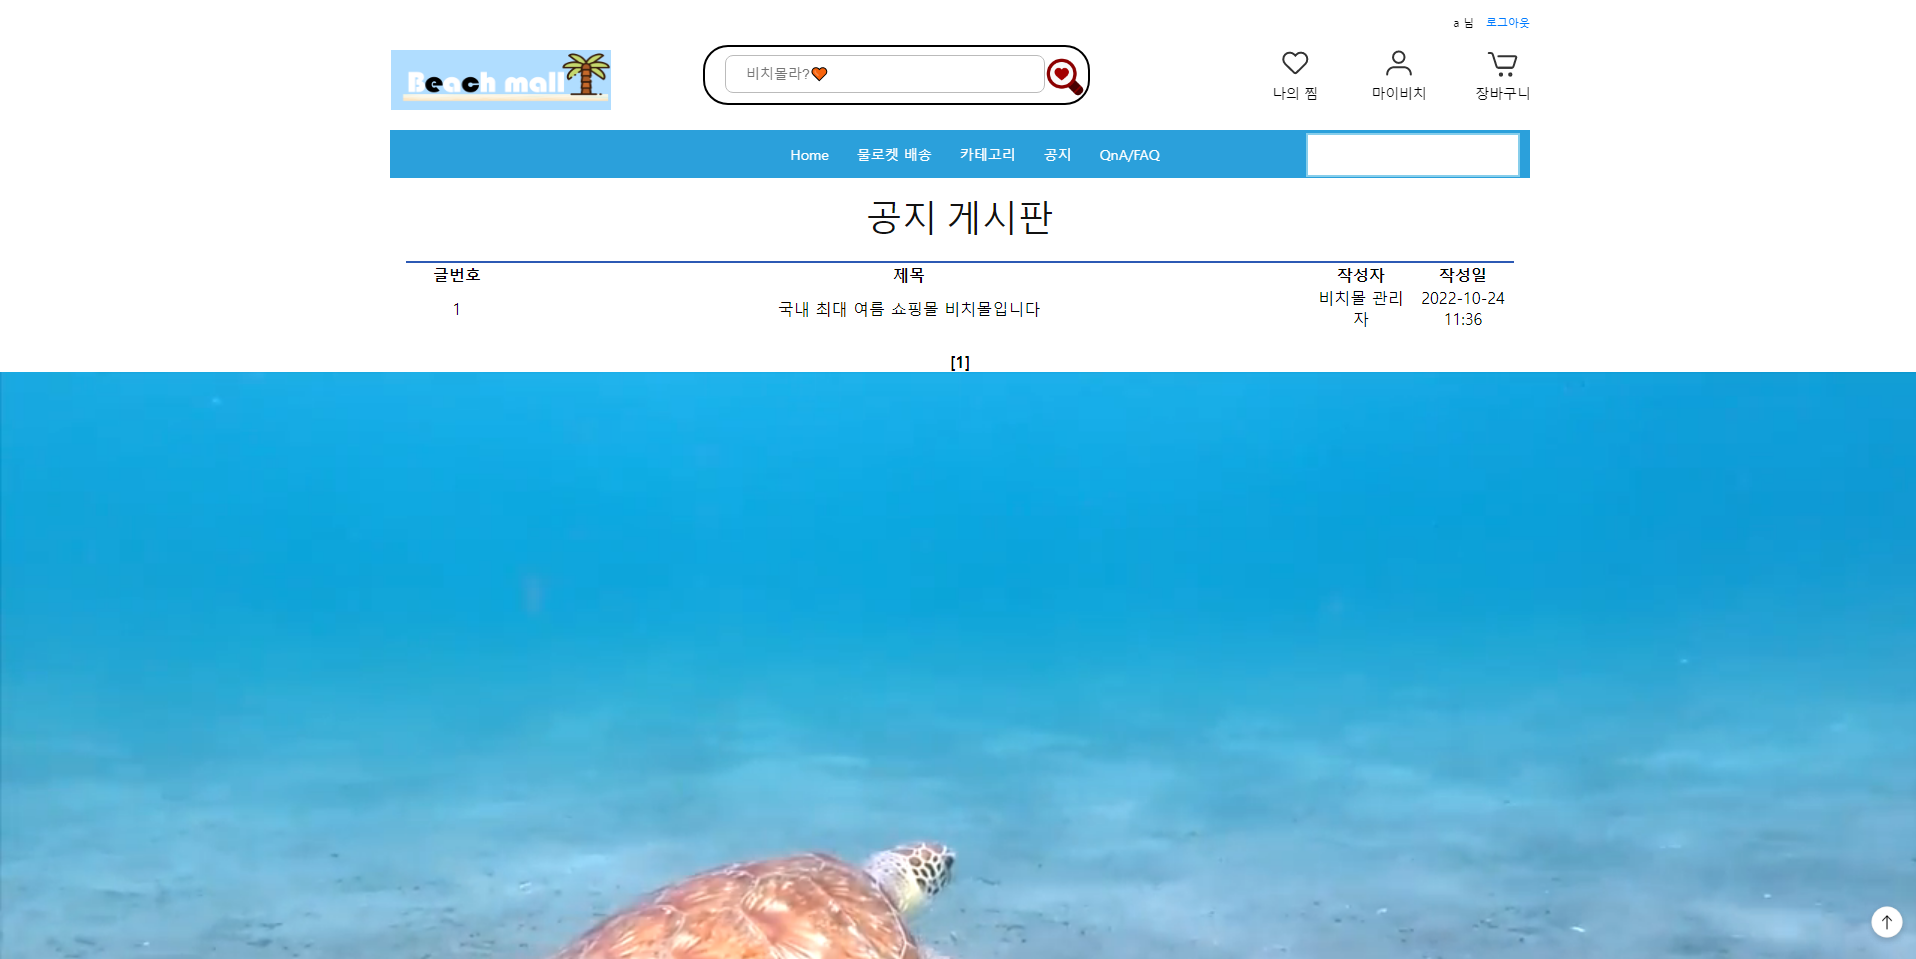 a 님 로그아웃
Beach mall
비치몰라?🧡
나의 찜 마이비치 장바구니
Home 물로켓 배송 카테고리 공지 QnA/FAQ
공지 게시판
글번호 제목 작성자 작성일
1 국내 최대 여름 쇼핑몰 비치몰입니다 비치몰 관리자 2022-10-24 11:36
[1]